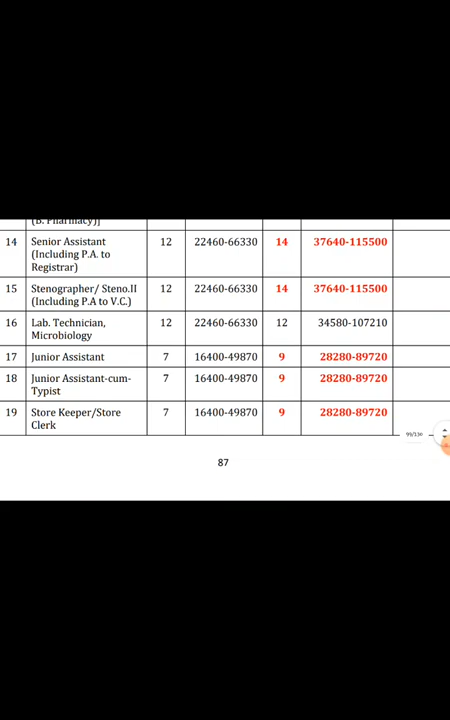 (B. Pharmacy)]
14 Senior Assistant 12 22460-66330 14 37640-115500
(Including P.A. to
Registrar)
15 Stenographer/ Steno.II 12 22460-66330 14 37640-115500
(Including P.A to V.C.)
16 Lab. Technician, 12 22460-66330 12 34580-107210
Microbiology
17 Junior Assistant 7 16400-49870 9 28280-89720
18 Junior Assistant-cum- 7 16400-49870 9 28280-89720
Typist
19 Store Keeper/Store 7 16400-49870 9 28280-89720
Clerk
99/130
87